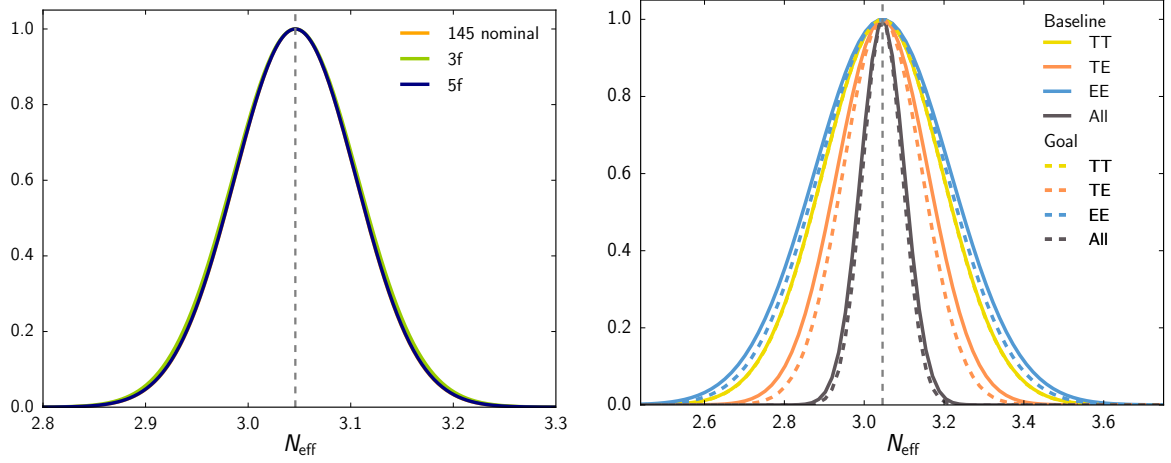 145 nominal
3f
5f
1.0
0.8
0.6
0.4
0.2
0.0
2.8 2.9 3.0 3.1 3.2 3.3
N_eff
Baseline
TT
TE
EE
All
Goal
TT
TE
EE
All
1.0
0.8
0.6
0.4
0.2
0.0
2.6 2.8 3.0 3.2 3.4 3.6
N_eff